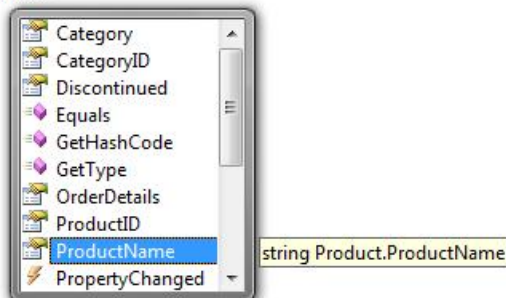 Category
CategoryID
Discontinued
Equals
GetHashCode
GetType
OrderDetails
ProductID
ProductName string Product.ProductName
PropertyChanged